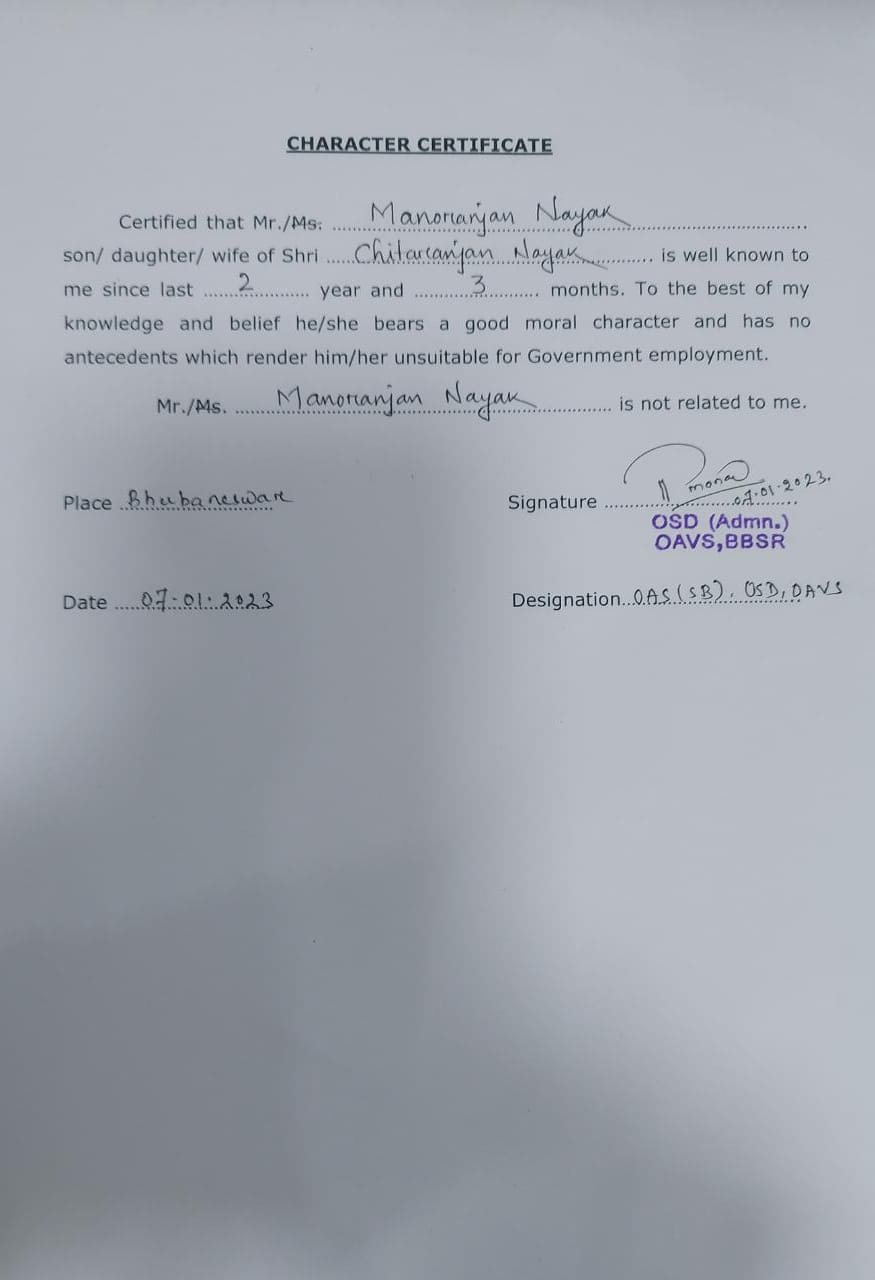 CHARACTER CERTIFICATE
Certified that Mr./Ms. Manoranjan Nayak
son/ daughter/ wife of Shri Chitaranjan Nayak is well known to
me since last 2 year and 3 months. To the best of my
knowledge and belief he/she bears a good moral character and has no
antecedents which render him/her unsuitable for Government employment.
Mr./Ms. Manoranjan Nayak is not related to me.
Place Bhubaneswar
Signature 07.01.2023.
OSD (Admn.)
OAVS,BBSR
Date 07-01-2023
Designation OAS(SB), OSD, OAVS